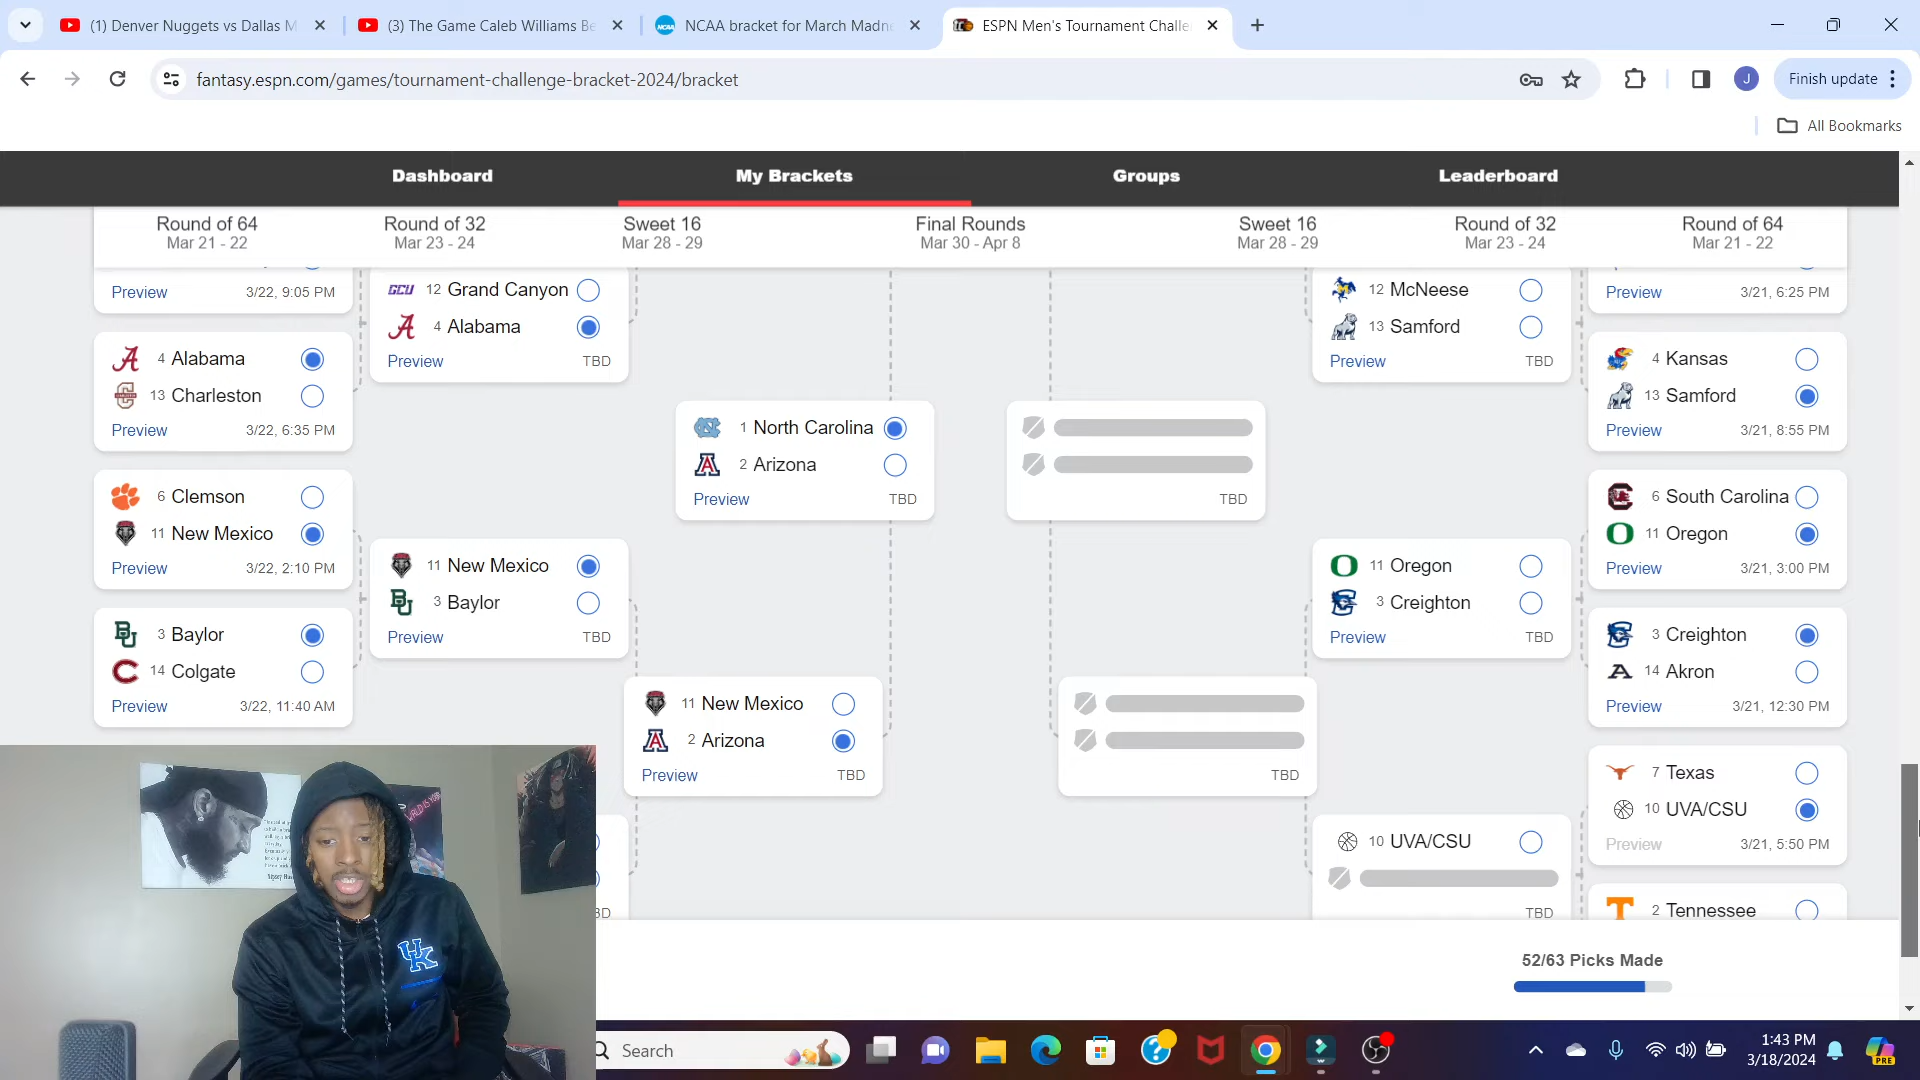 (1) Denver Nuggets vs Dallas M
(3) The Game Caleb Williams Be
NCAA bracket for March Madne
ESPN Men's Tournament Challe
fantasy.espn.com/games/tournament-challenge-bracket-2024/bracket
J
Finish update
All Bookmarks
Dashboard
My Brackets
Groups
Leaderboard
Round of 64
Mar 21 - 22
Round of 32
Mar 23 - 24
Sweet 16
Mar 28 - 29
Final Rounds
Mar 30 - Apr 8
Sweet 16
Mar 28 - 29
Round of 32
Mar 23 - 24
Round of 64
Mar 21 - 22
Preview 3/22, 9:05 PM
4 Alabama
13 Charleston
Preview 3/22, 6:35 PM
6 Clemson
11 New Mexico
Preview 3/22, 2:10 PM
3 Baylor
14 Colgate
Preview 3/22, 11:40 AM
GCU 12 Grand Canyon
4 Alabama
Preview TBD
11 New Mexico
3 Baylor
Preview TBD
1 North Carolina
2 Arizona
Preview TBD
11 New Mexico
2 Arizona
Preview TBD
TBD
TBD
12 McNeese
13 Samford
Preview TBD
11 Oregon
3 Creighton
Preview TBD
10 UVA/CSU
TBD
Preview 3/21, 6:25 PM
4 Kansas
13 Samford
Preview 3/21, 8:55 PM
6 South Carolina
11 Oregon
Preview 3/21, 3:00 PM
3 Creighton
14 Akron
Preview 3/21, 12:30 PM
7 Texas
10 UVA/CSU
Preview 3/21, 5:50 PM
2 Tennessee
52/63 Picks Made
UK
Search
1:43 PM
3/18/2024
PRE